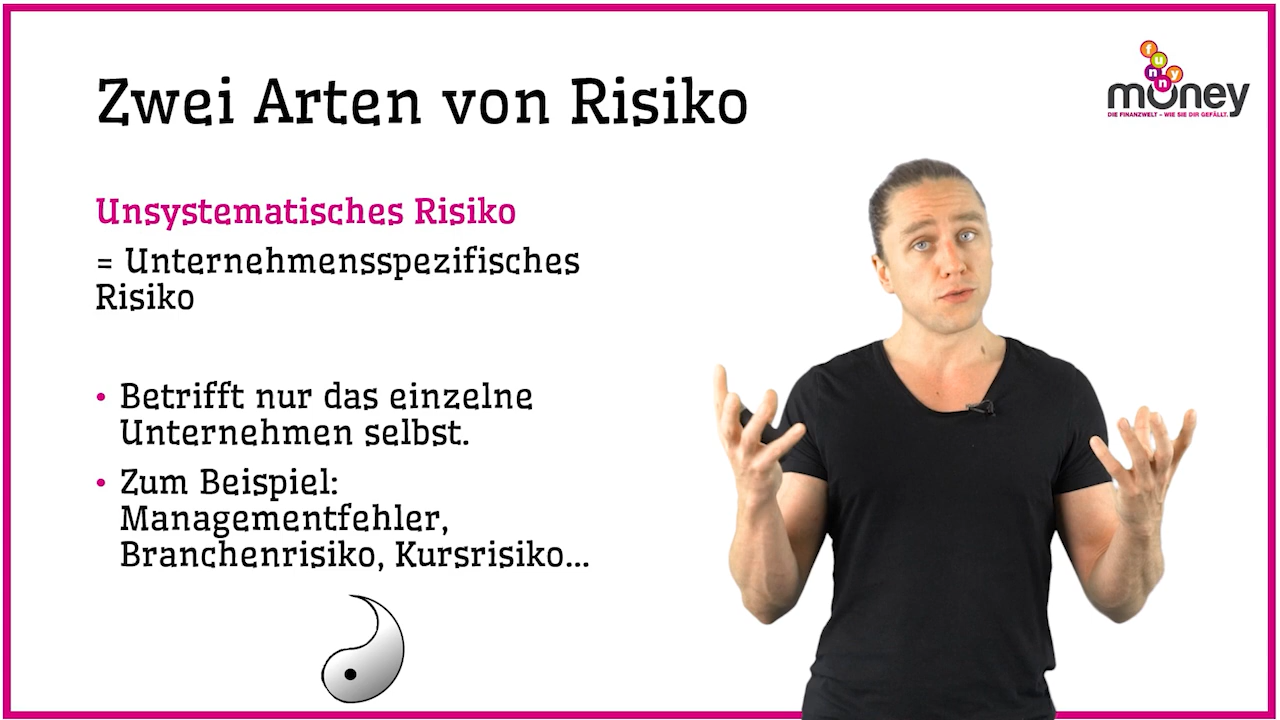 Zwei Arten von Risiko
funny
money
DIE FINANZWELT – WIE SIE DIR GEFÄLLT.
Unsystematisches Risiko
= Unternehmensspezifisches
Risiko
• Betrifft nur das einzelne
Unternehmen selbst.
• Zum Beispiel:
Managementfehler,
Branchenrisiko, Kursrisiko...